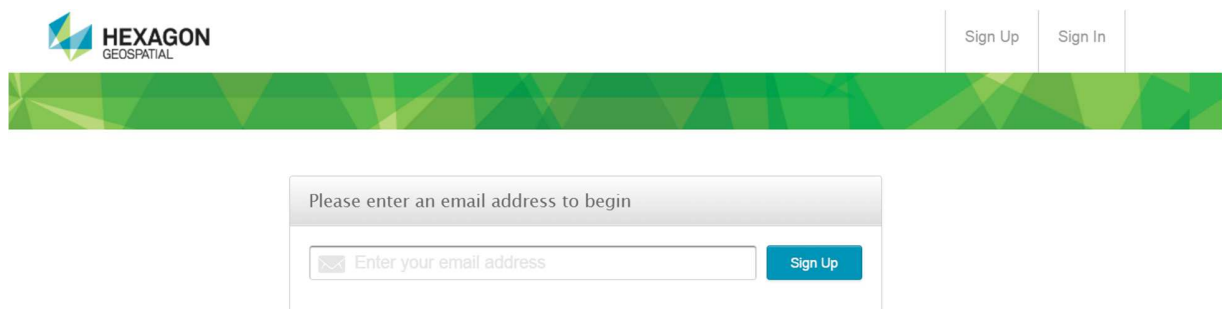 HEXAGON
GEOSPATIAL
Sign Up
Sign In
Please enter an email address to begin
Enter your email address
Sign Up